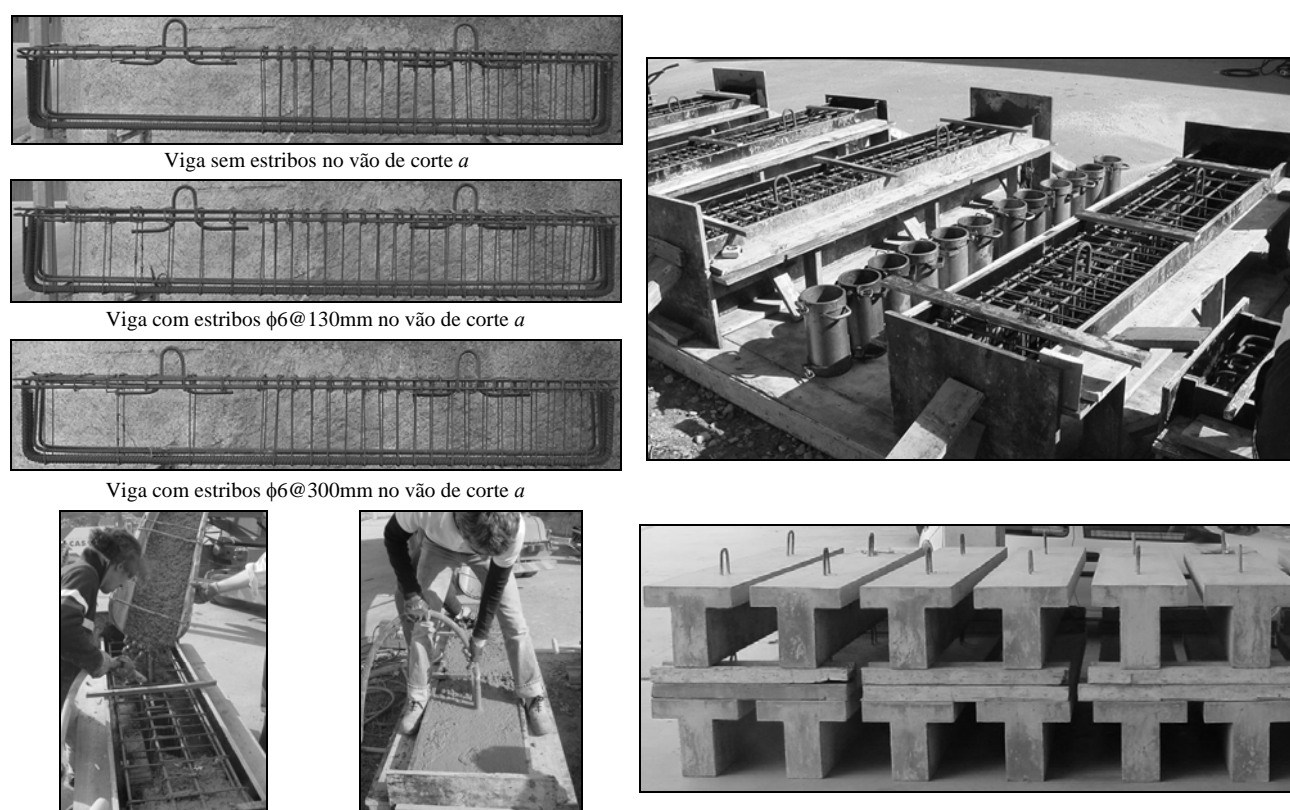 Viga sem estribos no vão de corte a
Viga com estribos ϕ6@130mm no vão de corte a
Viga com estribos ϕ6@300mm no vão de corte a